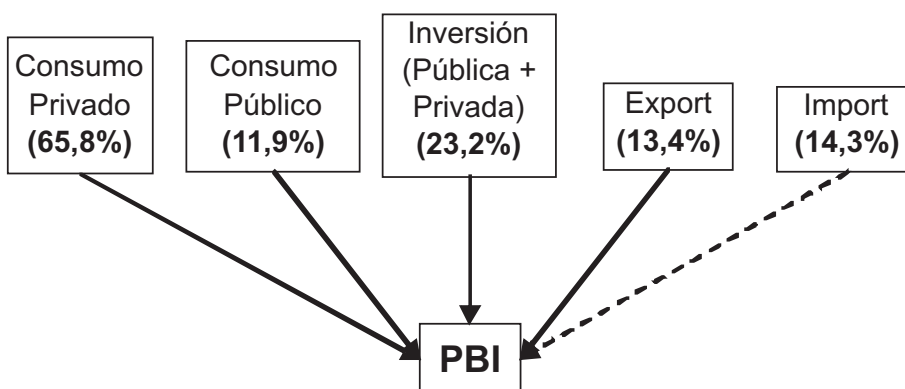 Consumo
Privado
(65,8%)
Consumo
Público
(11,9%)
Inversión
(Pública +
Privada)
(23,2%)
Export
(13,4%)
Import
(14,3%)
PBI